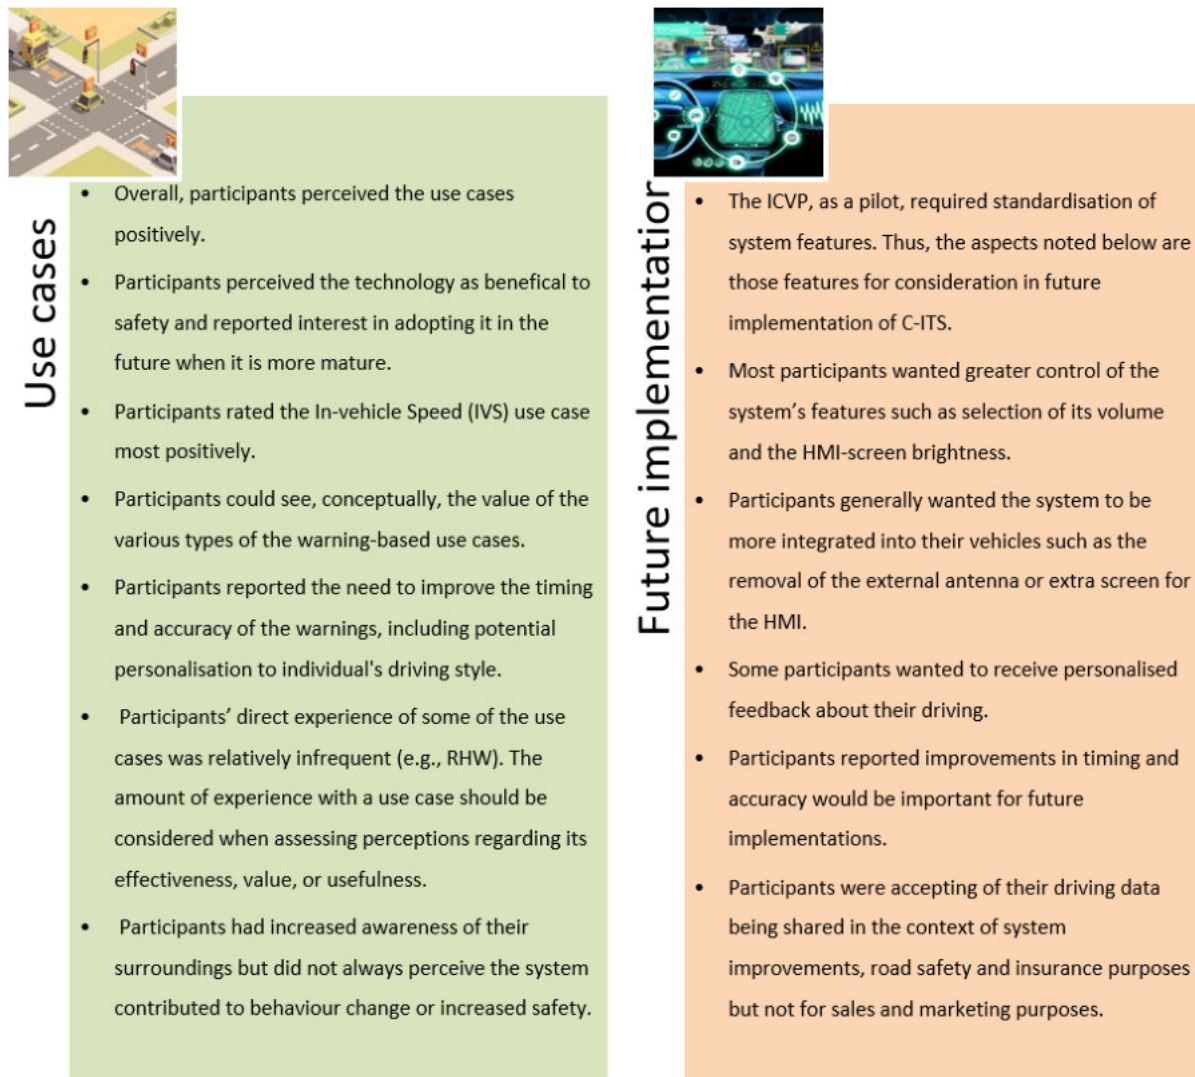 Use cases
• Overall, participants perceived the use cases
positively.
• Participants perceived the technology as benefical to
safety and reported interest in adopting it in the
future when it is more mature.
• Participants rated the In-vehicle Speed (IVS) use case
most positively.
• Participants could see, conceptually, the value of the
various types of the warning-based use cases.
• Participants reported the need to improve the timing
and accuracy of the warnings, including potential
personalisation to individual's driving style.
• Participants’ direct experience of some of the use
cases was relatively infrequent (e.g., RHW). The
amount of experience with a use case should be
considered when assessing perceptions regarding its
effectiveness, value, or usefulness.
• Participants had increased awareness of their
surroundings but did not always perceive the system
contributed to behaviour change or increased safety.
Future implementation
• The ICVP, as a pilot, required standardisation of
system features. Thus, the aspects noted below are
those features for consideration in future
implementation of C-ITS.
• Most participants wanted greater control of the
system’s features such as selection of its volume
and the HMI-screen brightness.
• Participants generally wanted the system to be
more integrated into their vehicles such as the
removal of the external antenna or extra screen for
the HMI.
• Some participants wanted to receive personalised
feedback about their driving.
• Participants reported improvements in timing and
accuracy would be important for future
implementations.
• Participants were accepting of their driving data
being shared in the context of system
improvements, road safety and insurance purposes
but not for sales and marketing purposes.